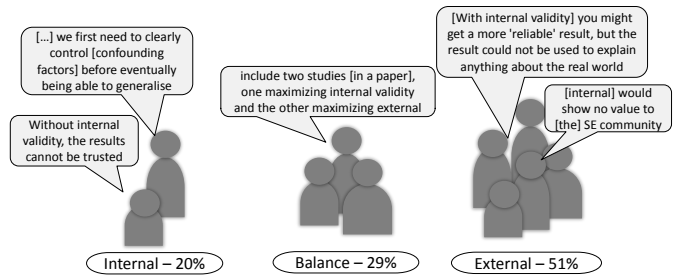 [...] we first need to clearly
control [confounding
factors] before eventually
being able to generalise
Without internal
validity, the results
cannot be trusted
include two studies [in a paper],
one maximizing internal validity
and the other maximizing external
[With internal validity] you might
get a more 'reliable' result, but the
result could not be used to explain
anything about the real world
[internal] would
show no value to
[the] SE community
Internal – 20%
Balance – 29%
External – 51%